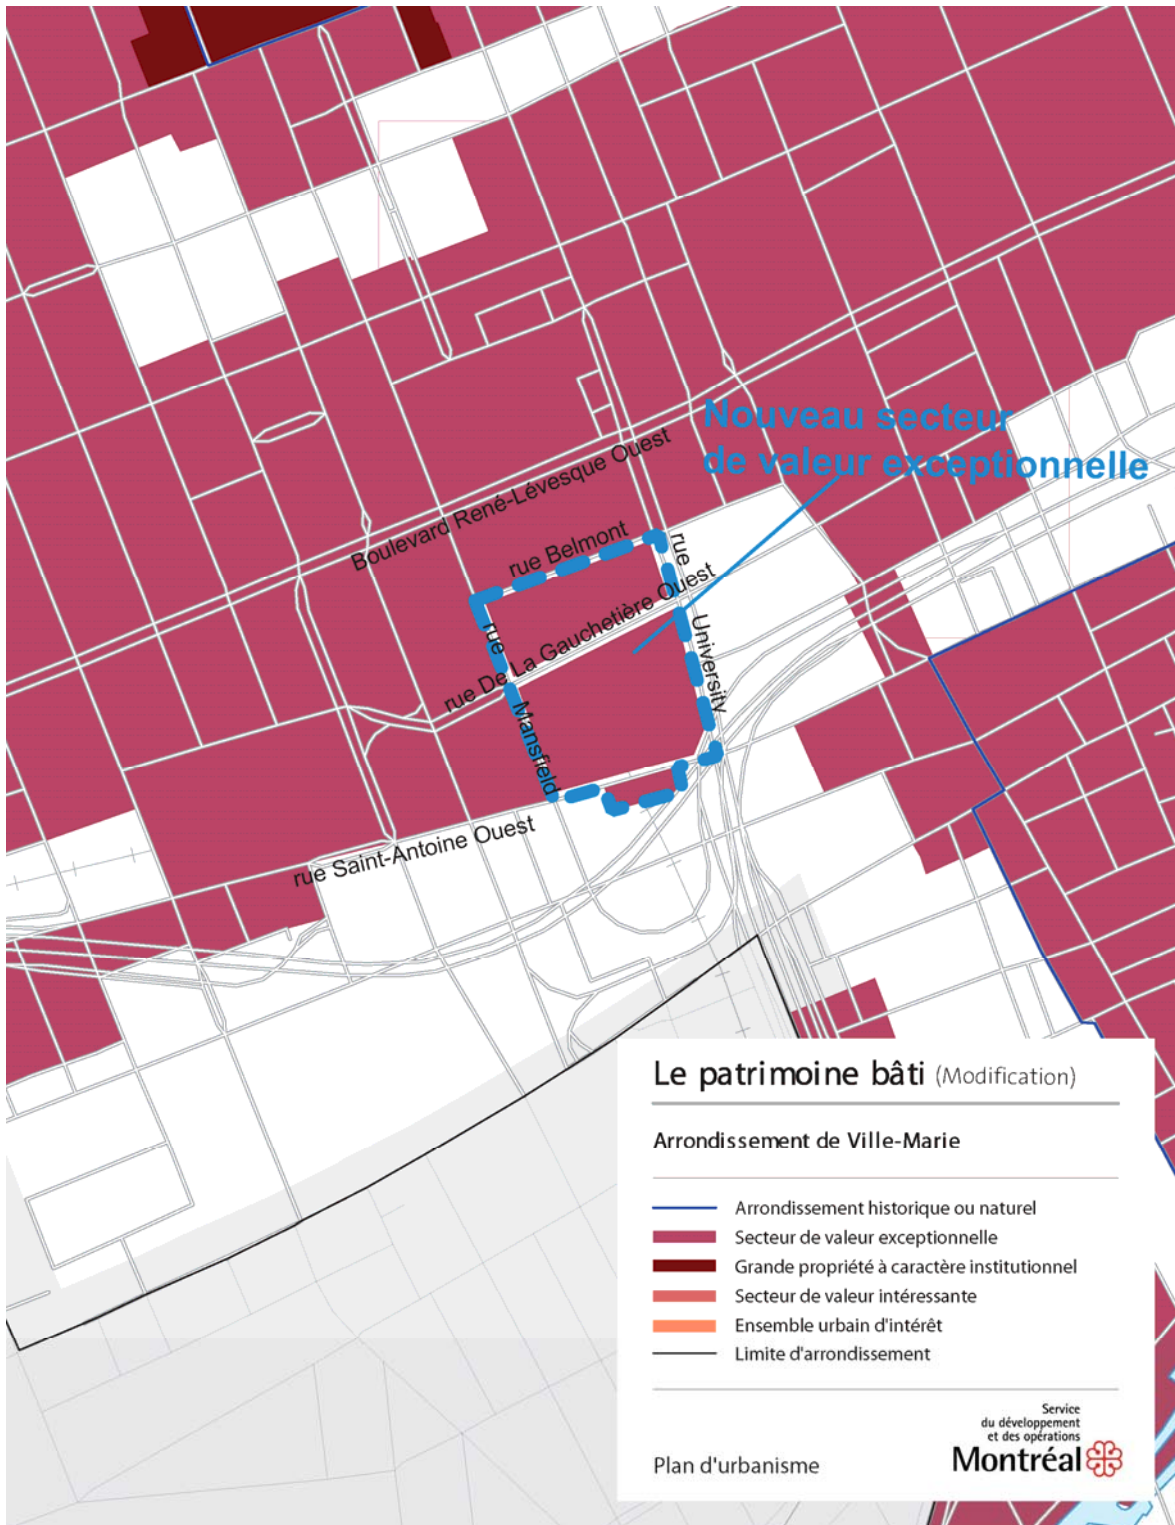 Nouveau secteur
de valeur exceptionnelle
Boulevard René-Lévesque Ouest
rue Belmont
rue University
rue De La Gauchetière Ouest
rue Mansfield
rue Saint-Antoine Ouest
Le patrimoine bâti (Modification)
Arrondissement de Ville-Marie
Arrondissement historique ou naturel
Secteur de valeur exceptionnelle
Grande propriété à caractère institutionnel
Secteur de valeur intéressante
Ensemble urbain d'intérêt
Limite d'arrondissement
Service
du développement
et des opérations
Montréal
Plan d'urbanisme